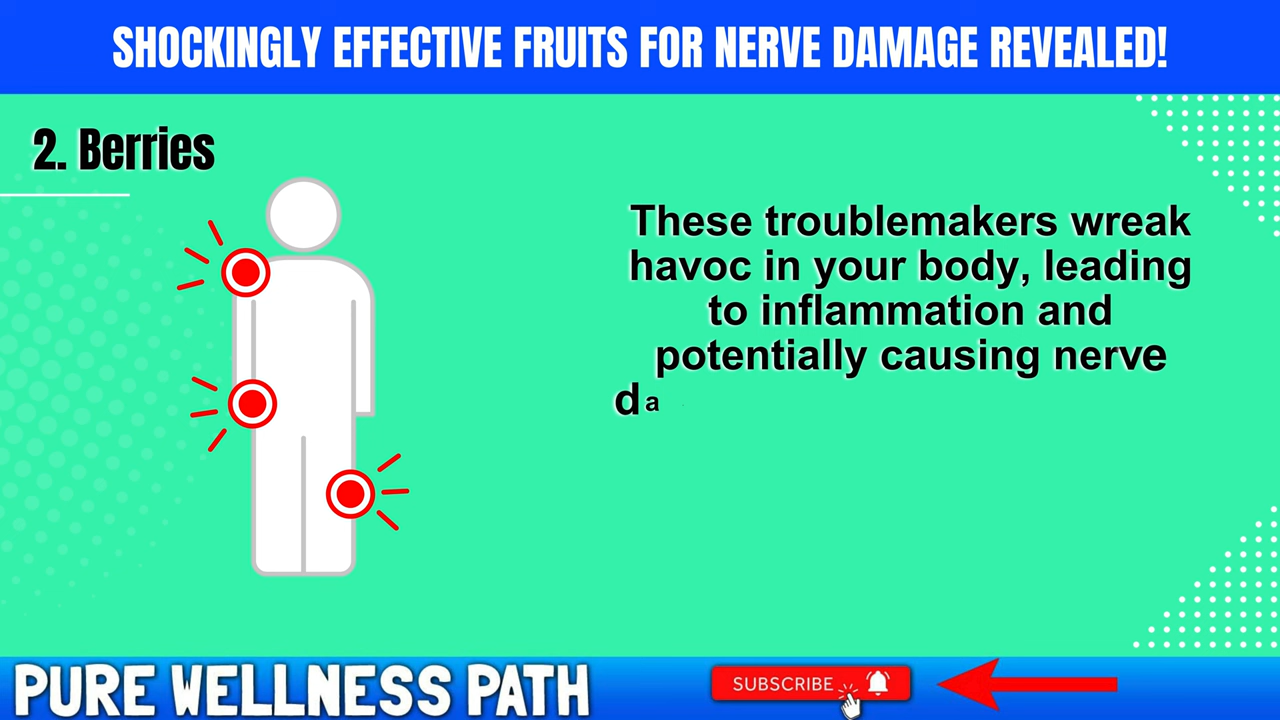 SHOCKINGLY EFFECTIVE FRUITS FOR NERVE DAMAGE REVEALED!
2. Berries
These troublemakers wreak
havoc in your body, leading
to inflammation and
potentially causing nerve
da
PURE WELLNESS PATH
SUBSCRIBE